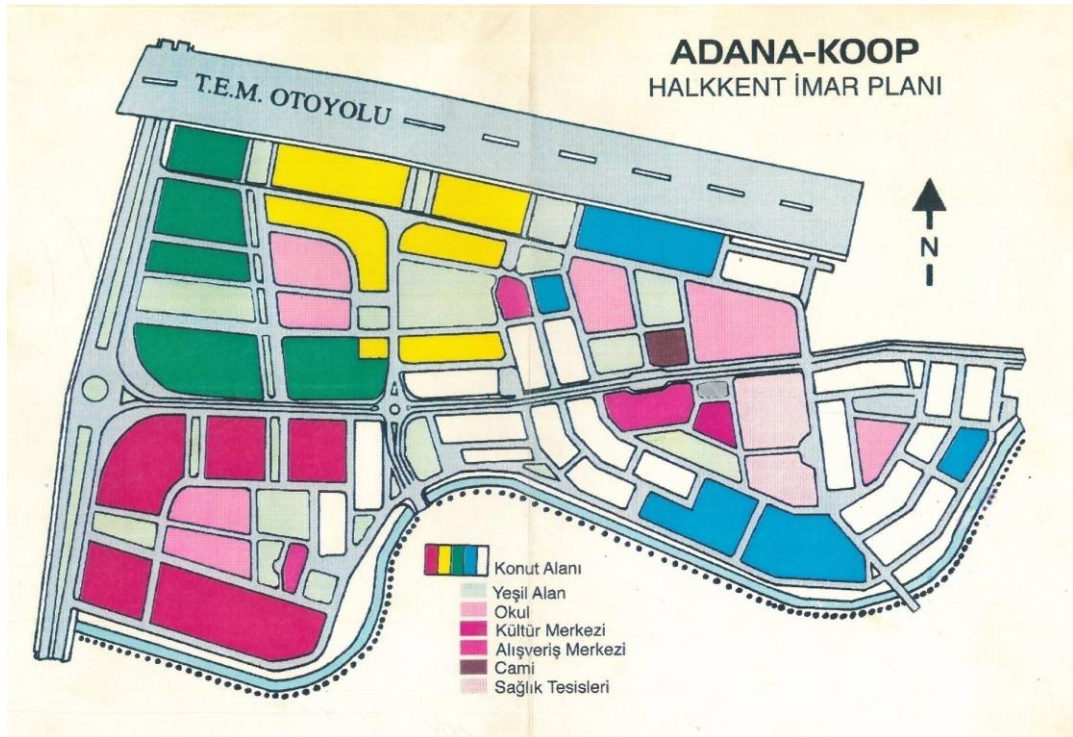 ADANA-KOOP
HALKKENT İMAR PLANI
T.E.M. OTOYOLU
N
Konut Alanı
Yeşil Alan
Okul
Kültür Merkezi
Alışveriş Merkezi
Cami
Sağlık Tesisleri